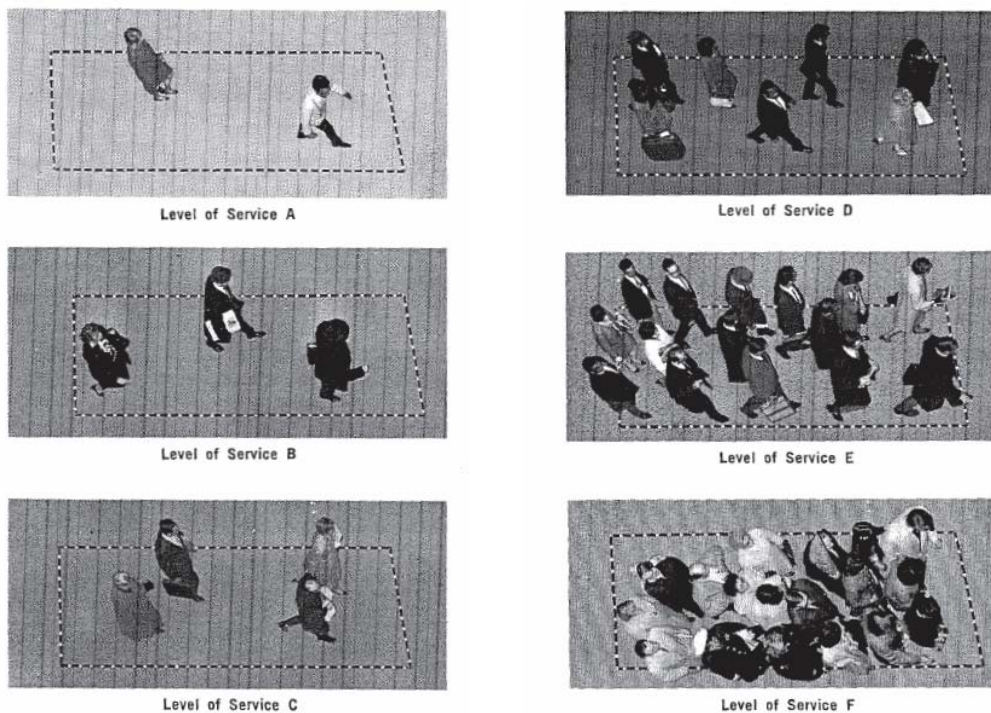 Level of Service A
Level of Service B
Level of Service C
Level of Service D
Level of Service E
Level of Service F